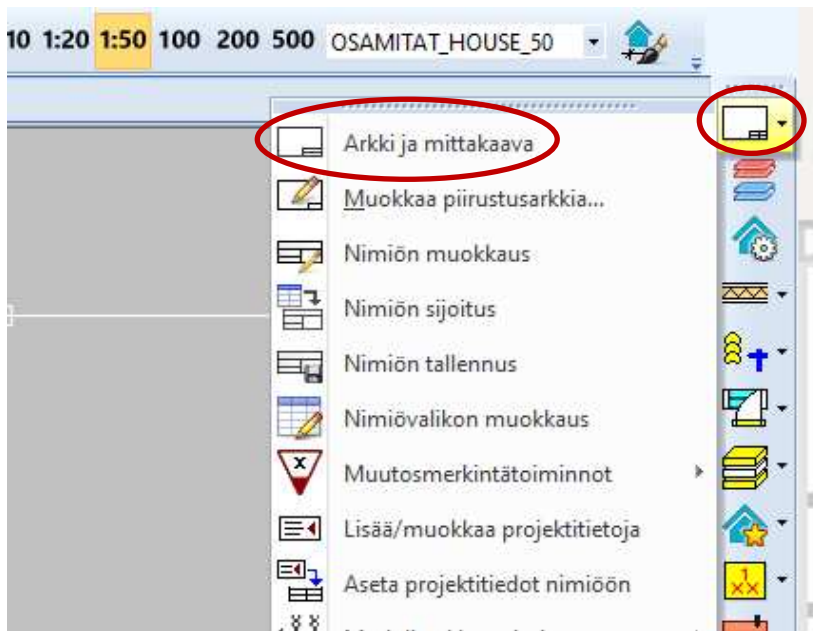 10 1:20 1:50 100 200 500 OSAMITAT_HOUSE_50
Arkki ja mittakaava
Muokkaa piirustusarkkia...
Nimiön muokkaus
Nimiön sijoitus
Nimiön tallennus
Nimiövalikon muokkaus
Muutosmerkintätoiminnot
Lisää/muokkaa projektitietoja
Aseta projektitiedot nimiöön